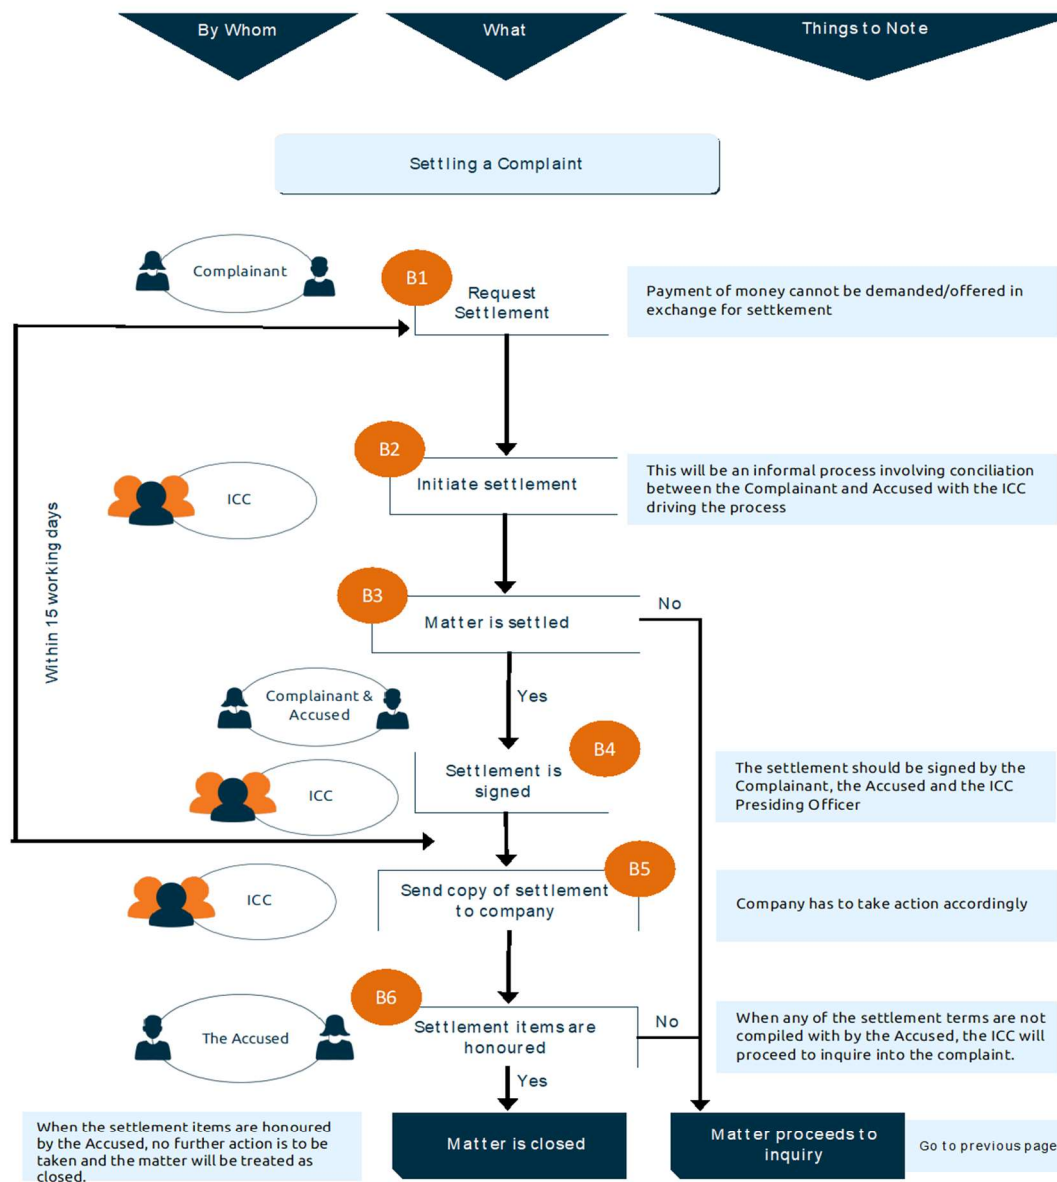 By Whom
What
Things to Note
Settling a Complaint
Complainant
B1
Request
Settlement
Payment of money cannot be demanded/offered in
exchange for settkement
B2
Initiate settlement
ICC
This will be an informal process involving conciliation
between the Complainant and Accused with the ICC
driving the process
Within 15 working days
B3
Matter is settled
No
Yes
Complainant &
Accused
B4
Settlement is
signed
ICC
The settlement should be signed by the
Complainant, the Accused and the ICC
Presiding Officer
B5
Send copy of settlement
to company
ICC
Company has to take action accordingly
B6
Settlement items are
honoured
The Accused
No
When any of the settlement terms are not
compiled with by the Accused, the ICC will
proceed to inquire into the complaint.
Yes
When the settlement items are honoured
by the Accused, no further action is to be
taken and the matter will be treated as
closed.
Matter is closed
Matter proceeds to
inquiry
Go to previous page